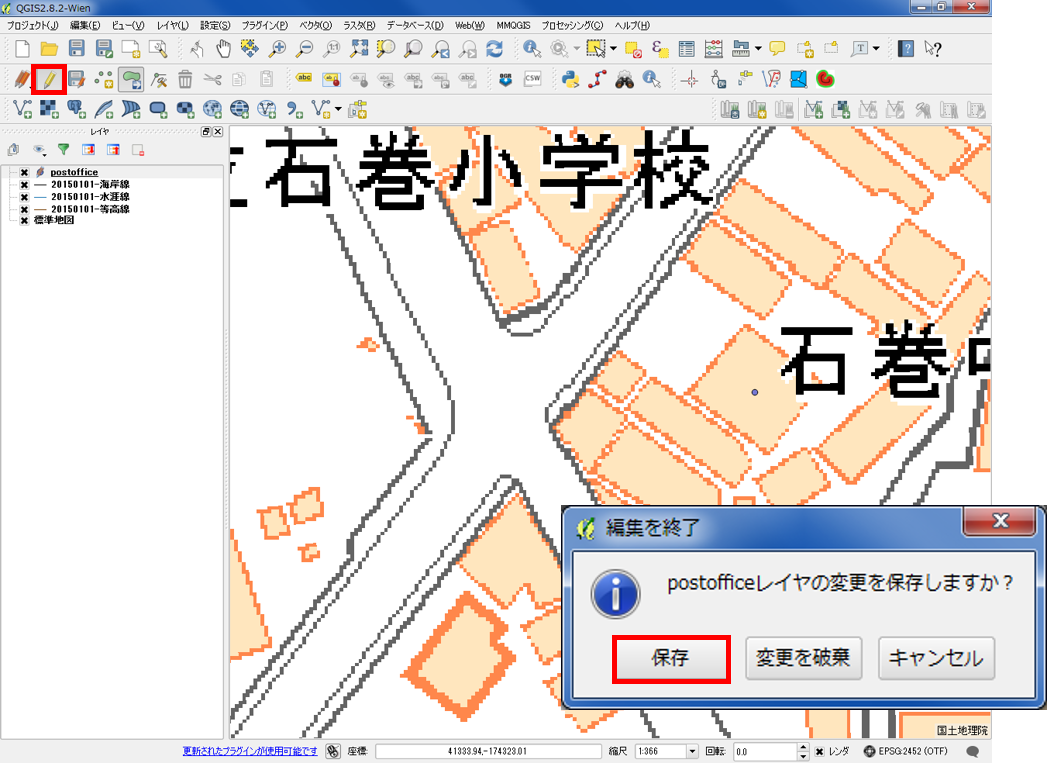 QGIS2.8.2-Wien
プロジェクト(J) 編集(E) ビュー(V) レイヤ(L) 設定(S) プラグイン(P) ベクタ(O) ラスタ(R) データベース(D) Web(W) MMQGIS プロセッシング(C) ヘルプ(H)
レイヤ
postoffice
20150101-海岸線
20150101-水涯線
20150101-等高線
標準地図
石巻小学校
石巻
編集を終了
postofficeレイヤの変更を保存しますか？
保存 変更を破棄 キャンセル
国土地理院
更新されたプラグインが使用可能です 座標: 41333.94,-174323.01 縮尺 1:366 回転: 0.0 レンダ EPSG:2452 (OTF)